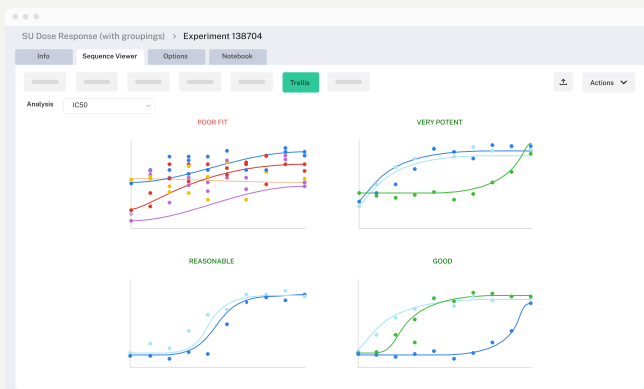 SU Dose Response (with groupings) > Experiment 138704
Info Sequence Viewer Options Notebook
Trellis Actions
Analysis IC50
POOR FIT VERY POTENT
REASONABLE GOOD